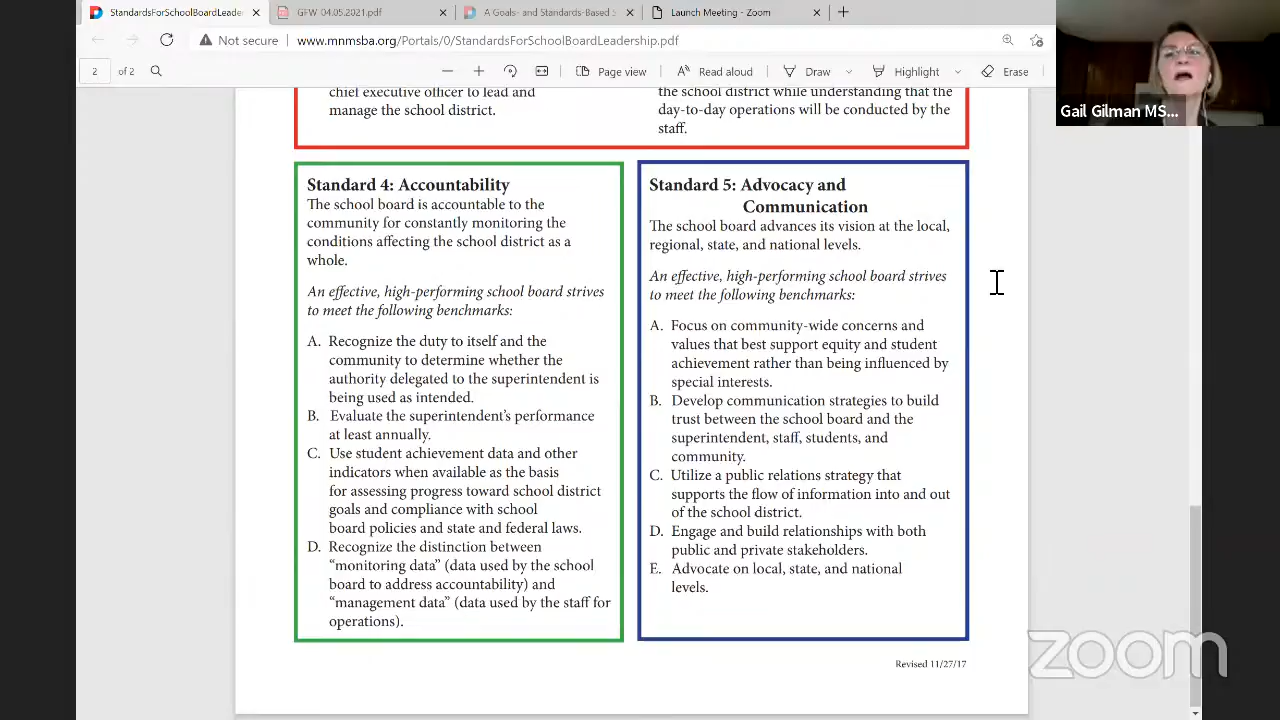 StandardsForSchoolBoardLeader
GFW 04.05.2021.pdf
A Goals- and Standards-Based S
Launch Meeting - Zoom
Not secure
www.mnmsba.org/Portals/0/StandardsForSchoolBoardLeadership.pdf
2 of 2
Page view
Read aloud
Draw
Highlight
Erase
Gail Gilman MS...
chief executive officer to lead and
manage the school district.
the school district while understanding that the
day-to-day operations will be conducted by the
staff.
Standard 4: Accountability
The school board is accountable to the
community for constantly monitoring the
conditions affecting the school district as a
whole.
An effective, high-performing school board strives
to meet the following benchmarks:
A. Recognize the duty to itself and the
community to determine whether the
authority delegated to the superintendent is
being used as intended.
B. Evaluate the superintendent's performance
at least annually.
C. Use student achievement data and other
indicators when available as the basis
for assessing progress toward school district
goals and compliance with school
board policies and state and federal laws.
D. Recognize the distinction between
“monitoring data” (data used by the school
board to address accountability) and
“management data” (data used by the staff for
operations).
Standard 5: Advocacy and
Communication
The school board advances its vision at the local,
regional, state, and national levels.
An effective, high-performing school board strives
to meet the following benchmarks:
A. Focus on community-wide concerns and
values that best support equity and student
achievement rather than being influenced by
special interests.
B. Develop communication strategies to build
trust between the school board and the
superintendent, staff, students, and
community.
C. Utilize a public relations strategy that
supports the flow of information into and out
of the school district.
D. Engage and build relationships with both
public and private stakeholders.
E. Advocate on local, state, and national
levels.
Revised 11/27/17
zoom